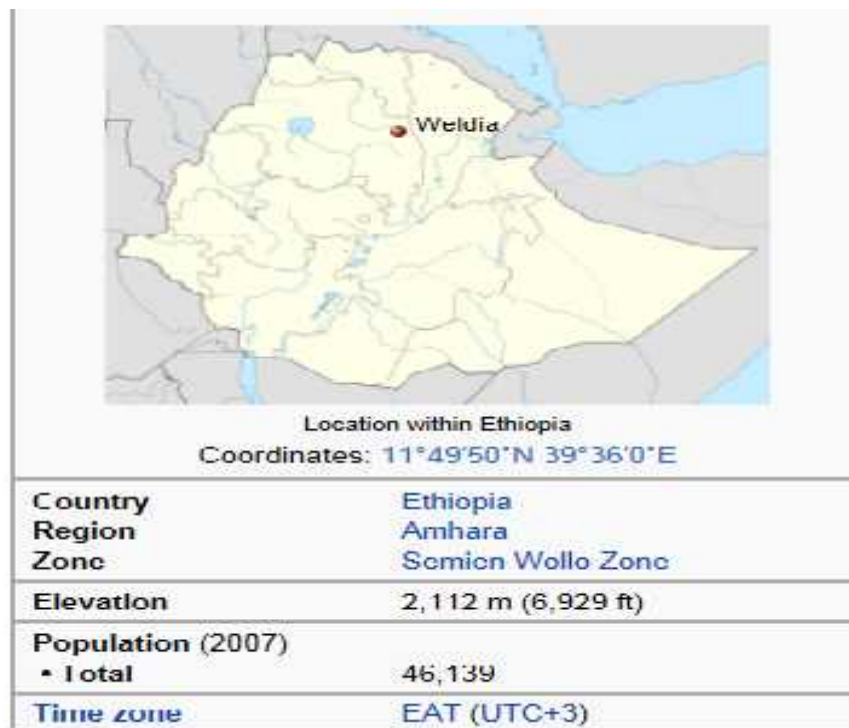 Weldia
Location within Ethiopia
Coordinates: 11°49′50″N 39°36′0″E
Country Ethiopia
Region Amhara
Zone Semien Wollo Zone
Elevation 2,112 m (6,929 ft)
Population (2007)
• Total 46,139
Time zone EAT (UTC+3)